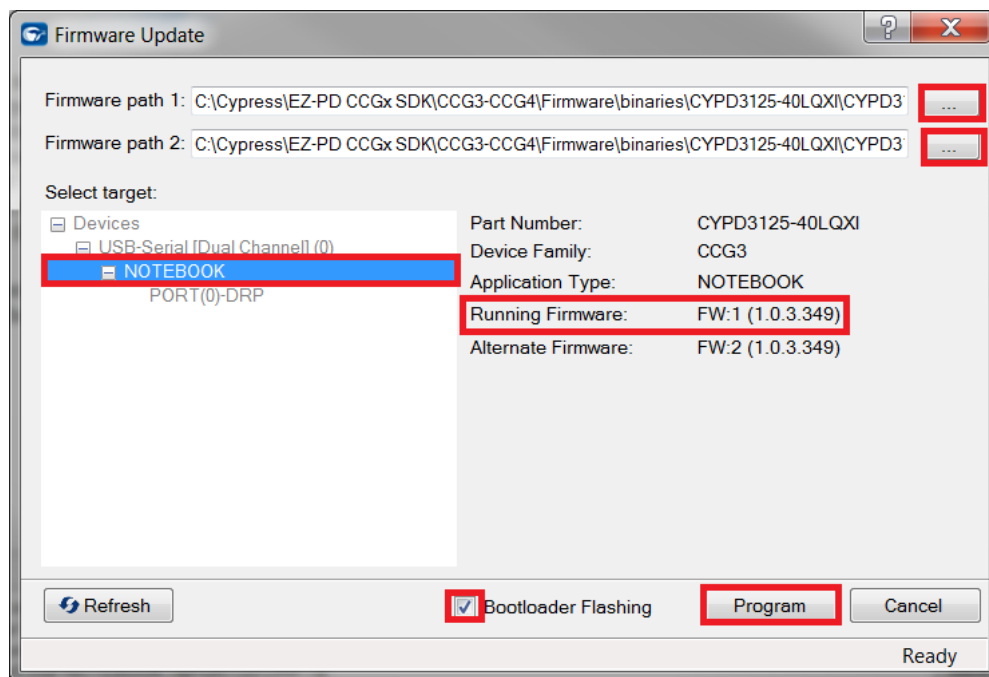 Firmware Update
Firmware path 1: C:\Cypress\EZ-PD CCGx SDK\CCG3-CCG4\Firmware\binaries\CYPD3125-40LQXI\CYPD3 ...
Firmware path 2: C:\Cypress\EZ-PD CCGx SDK\CCG3-CCG4\Firmware\binaries\CYPD3125-40LQXI\CYPD3 ...
Select target:
Devices
USB-Serial [Dual Channel] (0)
NOTEBOOK
PORT(0)-DRP
Part Number: CYPD3125-40LQXI
Device Family: CCG3
Application Type: NOTEBOOK
Running Firmware: FW:1 (1.0.3.349)
Alternate Firmware: FW:2 (1.0.3.349)
Refresh Bootloader Flashing Program Cancel
Ready